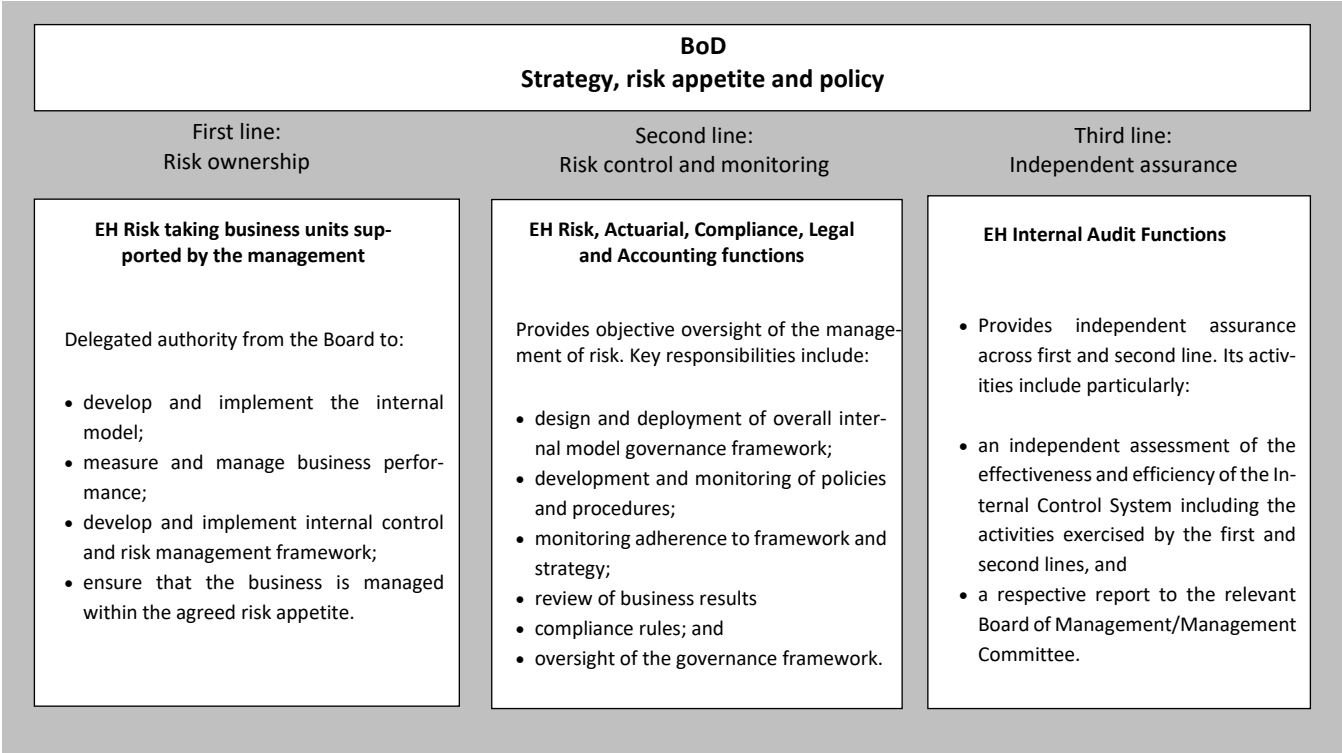 BoD
Strategy, risk appetite and policy
First line:
Risk ownership
EH Risk taking business units sup-
ported by the management
Delegated authority from the Board to:
• develop and implement the internal
model;
• measure and manage business perfor-
mance;
• develop and implement internal control
and risk management framework;
• ensure that the business is managed
within the agreed risk appetite.
Second line:
Risk control and monitoring
EH Risk, Actuarial, Compliance, Legal
and Accounting functions
Provides objective oversight of the manage-
ment of risk. Key responsibilities include:
• design and deployment of overall inter-
nal model governance framework;
• development and monitoring of policies
and procedures;
• monitoring adherence to framework and
strategy;
• review of business results
• compliance rules; and
• oversight of the governance framework.
Third line:
Independent assurance
EH Internal Audit Functions
• Provides independent assurance
across first and second line. Its activ-
ities include particularly:
• an independent assessment of the
effectiveness and efficiency of the In-
ternal Control System including the
activities exercised by the first and
second lines, and
• a respective report to the relevant
Board of Management/Management
Committee.